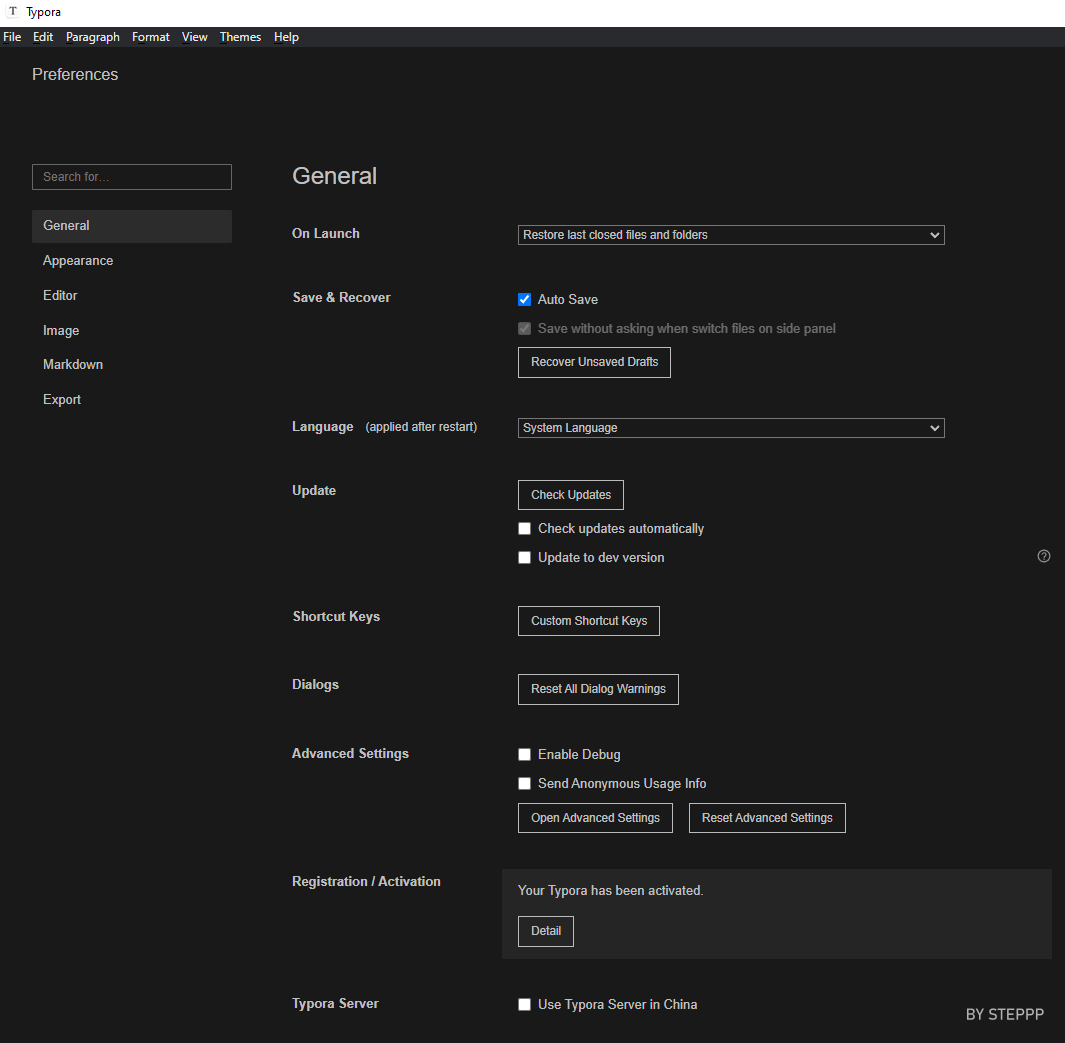 T Typora
File Edit Paragraph Format View Themes Help
Preferences
Search for...
General
Appearance
Editor
Image
Markdown
Export
General
On Launch Restore last closed files and folders
Save & Recover Auto Save
Save without asking when switch files on side panel
Recover Unsaved Drafts
Language (applied after restart) System Language
Update Check Updates
Check updates automatically
Update to dev version ?
Shortcut Keys Custom Shortcut Keys
Dialogs Reset All Dialog Warnings
Advanced Settings Enable Debug
Send Anonymous Usage Info
Open Advanced Settings Reset Advanced Settings
Registration / Activation Your Typora has been activated.
Detail
Typora Server Use Typora Server in China
BY STEPPP